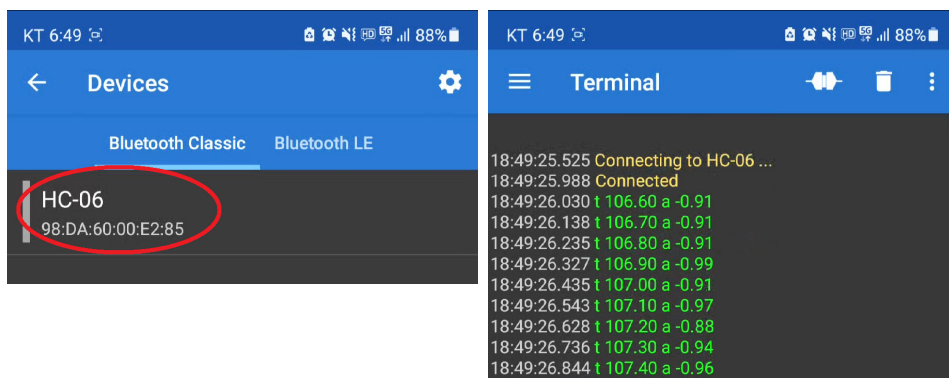 KT 6:49
88%
Devices
Bluetooth Classic Bluetooth LE
HC-06
98:DA:60:00:E2:85
KT 6:49
HD 5G 88%
Terminal
18:49:25.525 Connecting to HC-06 ...
18:49:25.988 Connected
18:49:26.030 t 106.60 a -0.91
18:49:26.138 t 106.70 a -0.91
18:49:26.235 t 106.80 a -0.91
18:49:26.327 t 106.90 a -0.99
18:49:26.435 t 107.00 a -0.91
18:49:26.543 t 107.10 a -0.97
18:49:26.628 t 107.20 a -0.88
18:49:26.736 t 107.30 a -0.94
18:49:26.844 t 107.40 a -0.96